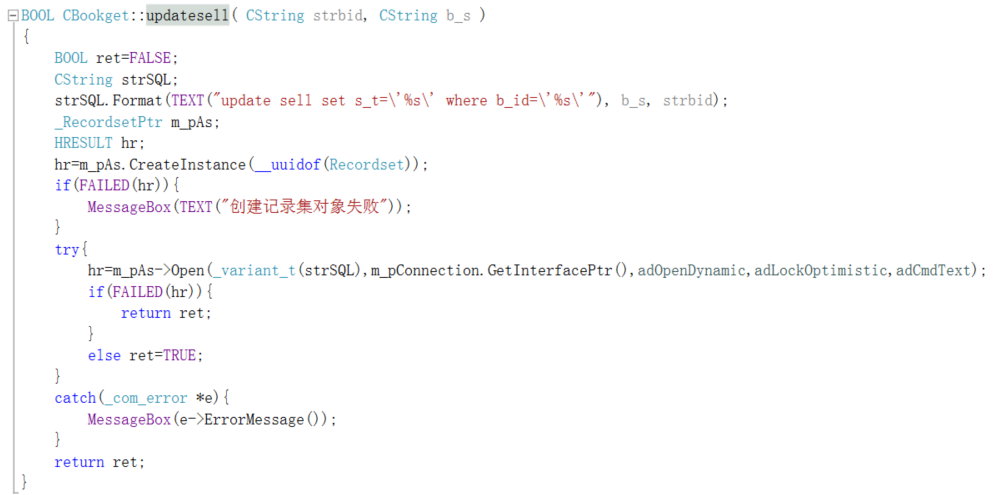 BOOL CBookget::updatesell( CString strbid, CString b_s )
{
    BOOL ret=FALSE;
    CString strSQL;
    strSQL.Format(TEXT("update sell set s_t=\'%s\' where b_id=\'%s\'"), b_s, strbid);
    _RecordsetPtr m_pAs;
    HRESULT hr;
    hr=m_pAs.CreateInstance(__uuidof(Recordset));
    if(FAILED(hr)){
        MessageBox(TEXT("创建记录集对象失败"));
    }
    try{
        hr=m_pAs->Open(_variant_t(strSQL),m_pConnection.GetInterfacePtr(),adOpenDynamic,adLockOptimistic,adCmdText);
        if(FAILED(hr)){
            return ret;
        }
        else ret=TRUE;
    }
    catch(_com_error *e){
        MessageBox(e->ErrorMessage());
    }
    return ret;
}